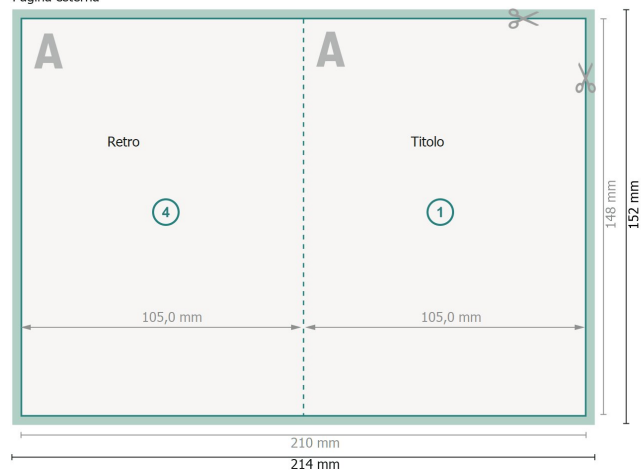 Pagina esterna
A
A
Retro
Titolo
4
1
148 mm
152 mm
105,0 mm
105,0 mm
210 mm
214 mm